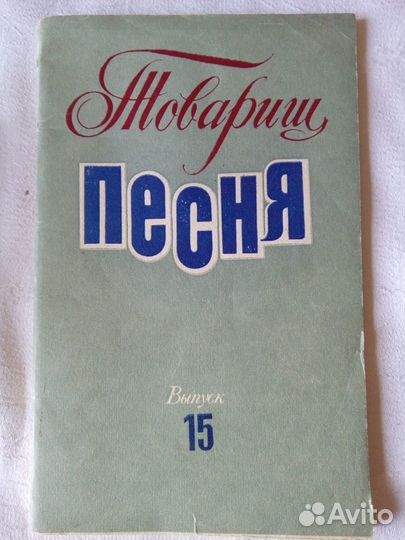 Товарищ
песня
Выпуск
15
Avito